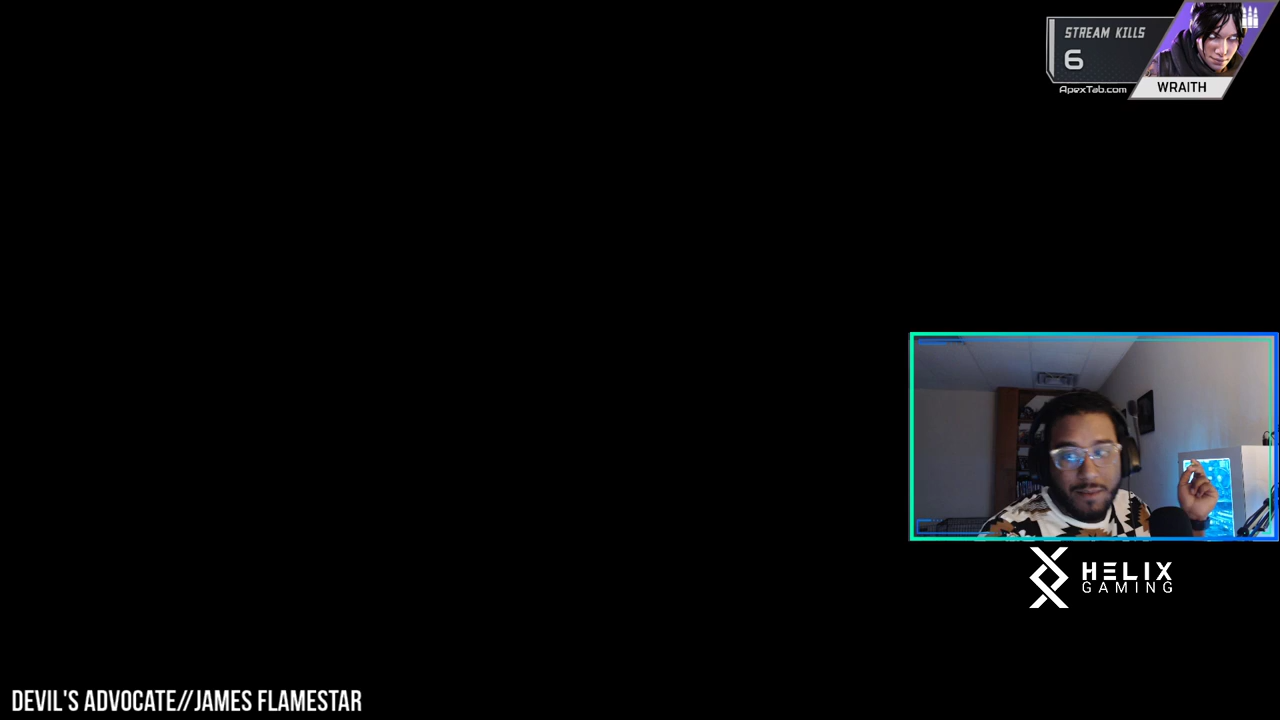 STREAM KILLS
6
ApexTab.com
WRAITH
HELIX
GAMING
DEVIL'S ADVOCATE//JAMES FLAMESTAR